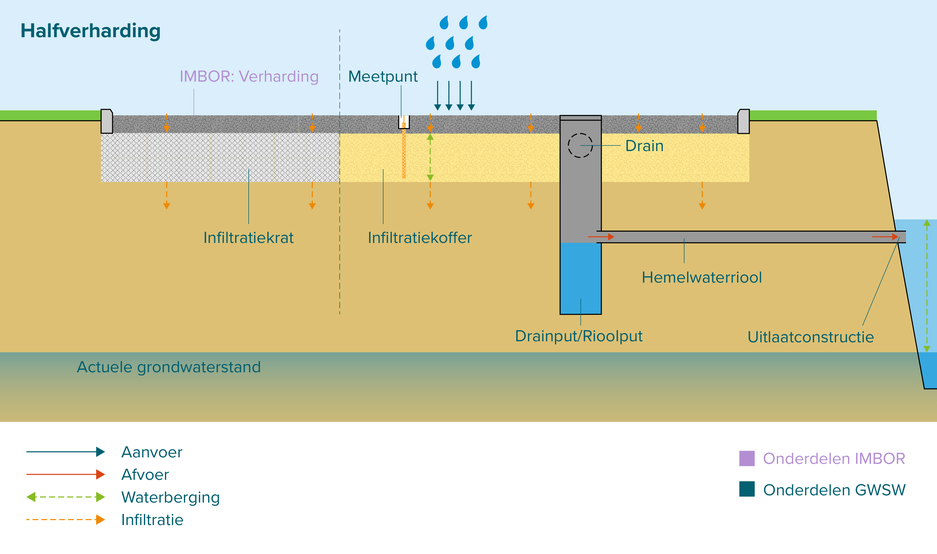 Halfverharding
IMBOR: Verharding
Meetpunt
Drain
Infiltratiekrat
Infiltratiekoffer
Hemelwaterriool
Drainput/Rioolput
Uitlaatconstructie
Actuele grondwaterstand
Aanvoer
Afvoer
Waterberging
Infiltratie
Onderdelen IMBOR
Onderdelen GWSW